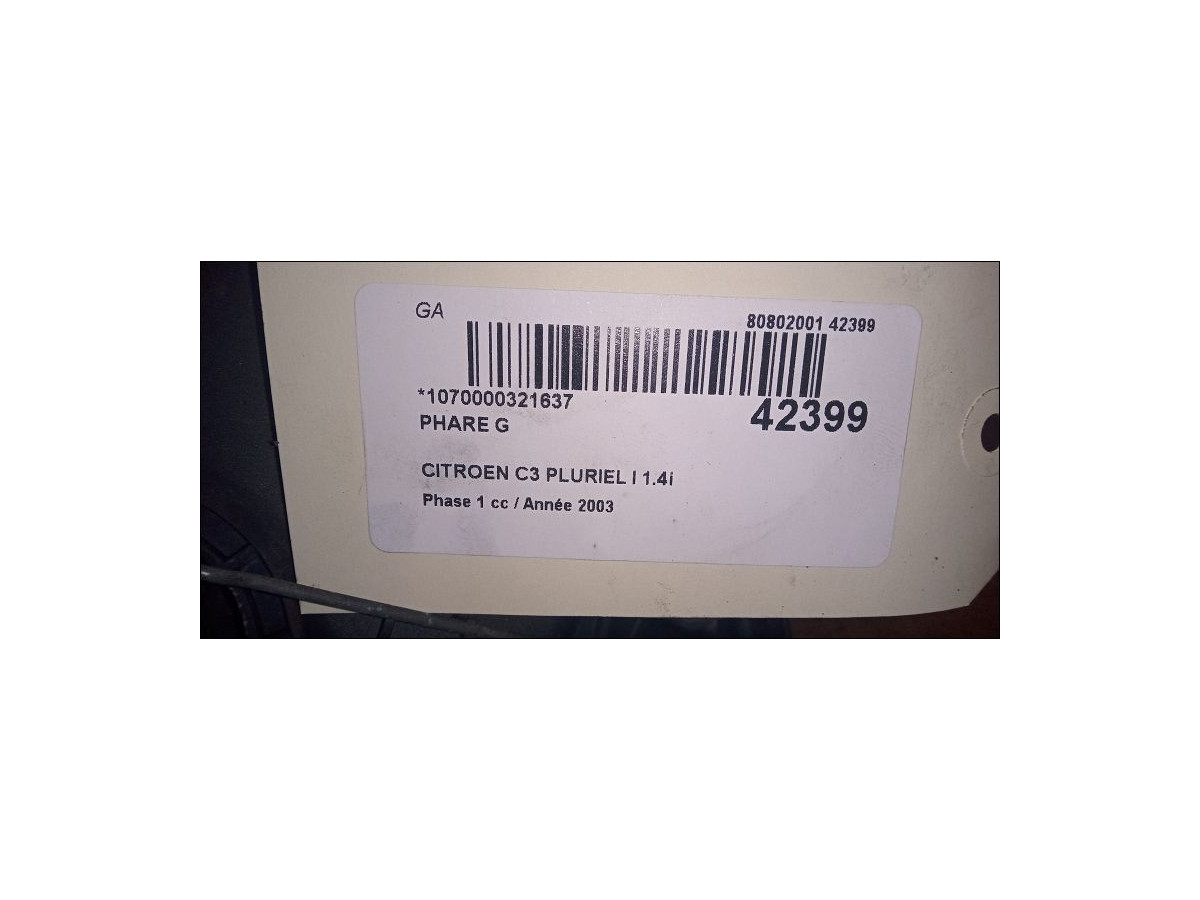 GA
80802001 42399
*1070000321637
42399
PHARE G
CITROEN C3 PLURIEL I 1.4i
Phase 1 cc / Année 2003